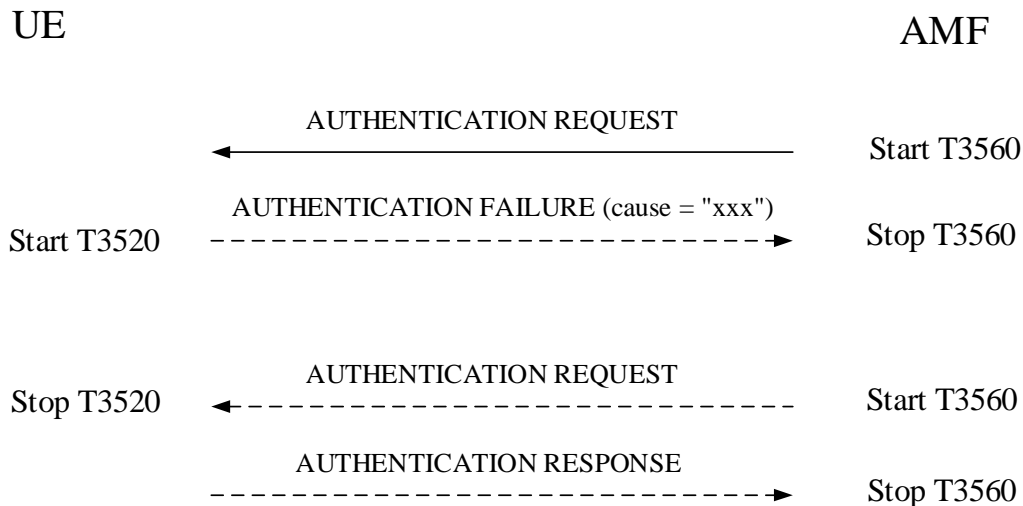 UE
AMF
AUTHENTICATION REQUEST
Start T3560
AUTHENTICATION FAILURE (cause = "xxx")
Start T3520
Stop T3560
AUTHENTICATION REQUEST
Stop T3520
Start T3560
AUTHENTICATION RESPONSE
Stop T3560